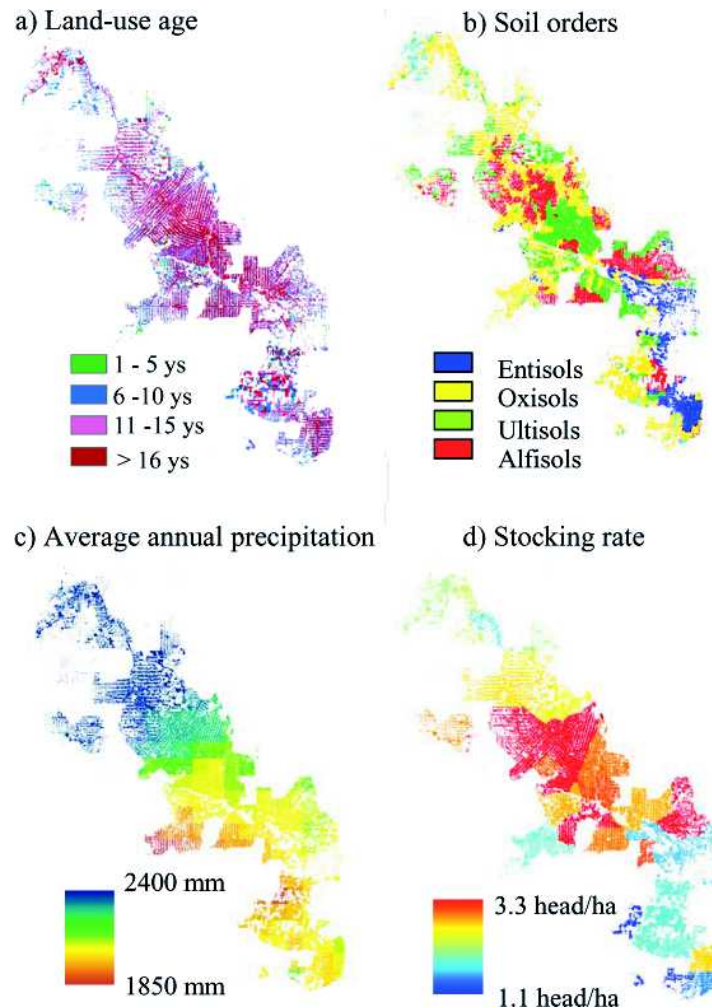 a) Land-use age
b) Soil orders
1 - 5 ys
6 -10 ys
11 -15 ys
> 16 ys
Entisols
Oxisols
Ultisols
Alfisols
c) Average annual precipitation
d) Stocking rate
2400 mm
1850 mm
3.3 head/ha
1.1 head/ha